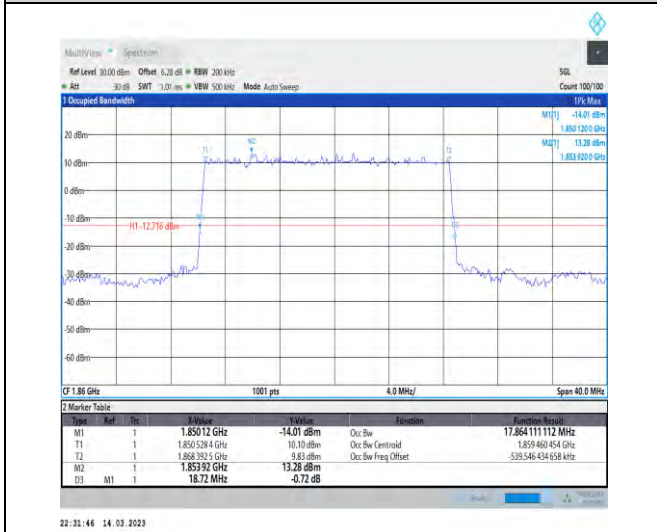 MultiView Spectrum
Ref Level 30.00 dBm Offset 6.28 dB RBW 200 kHz SGL
Att 30 dB SWT 1.01 ms VBW 500 kHz Mode Auto Sweep Count 100/100
1 Occupied Bandwidth 1Pk Max
M1[1] -14.01 dBm
1.850 120 0 GHz
M2[1] 13.28 dBm
1.853 920 0 GHz
20 dBm
M2
T1 T2
10 dBm
0 dBm
-10 dBm
M1
H1 -12.716 dBm
-20 dBm
-30 dBm
-40 dBm
-50 dBm
-60 dBm
CF 1.86 GHz 1001 pts 4.0 MHz/ Span 40.0 MHz
2 Marker Table
Type Ref Trc X-Value Y-Value Function Function Result
M1 1 1.850 12 GHz -14.01 dBm Occ Bw 17.864 111 112 MHz
T1 1 1.850 528 4 GHz 10.10 dBm Occ Bw Centroid 1.859 460 454 GHz
T2 1 1.868 392 5 GHz 9.83 dBm Occ Bw Freq Offset -539.546 434 658 kHz
M2 1 1.853 92 GHz 13.28 dBm
D3 M1 1 18.72 MHz -0.72 dB
22:31:46 14.03.2023